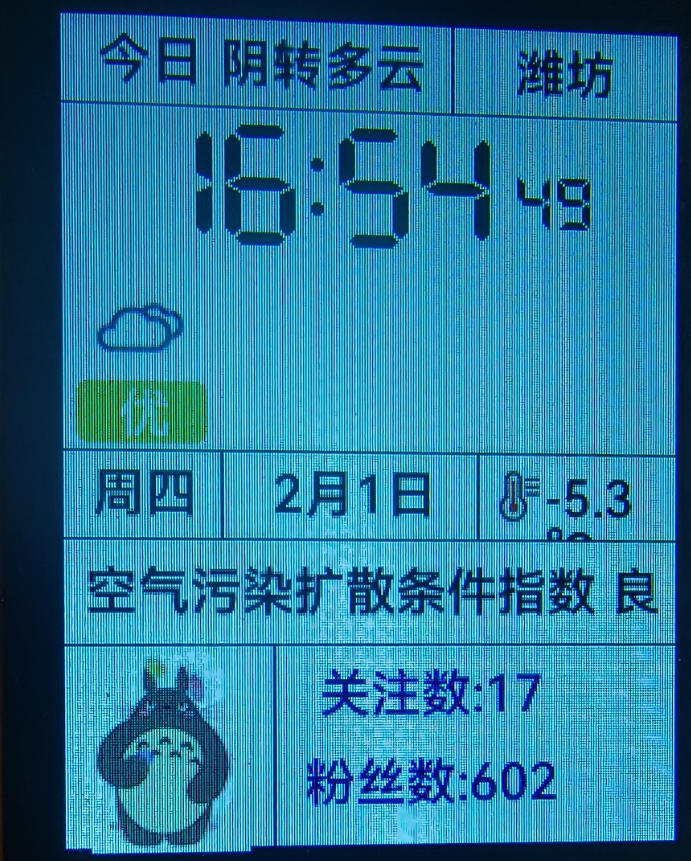 今日 阴转多云 潍坊
16:54 49
优
周四 2月1日 -5.3
空气污染扩散条件指数 良
关注数:17
粉丝数:602